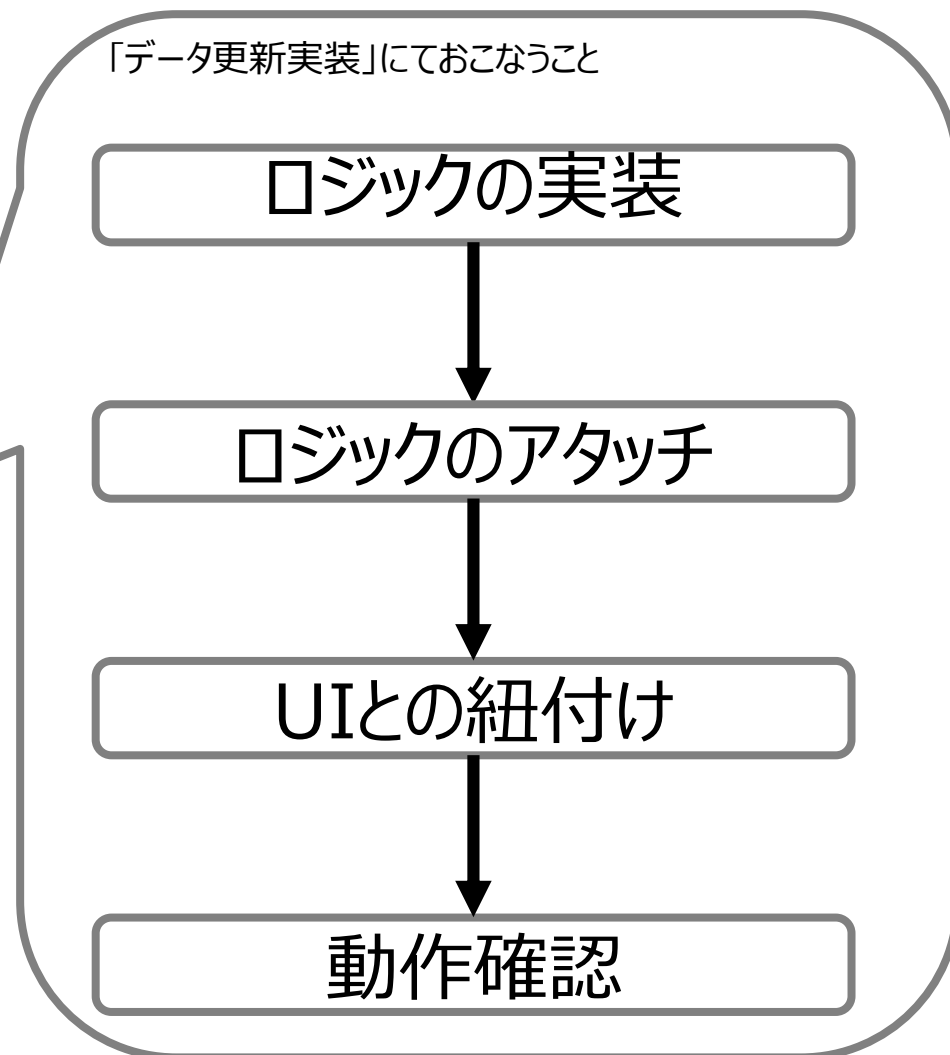 「データ更新実装」にておこなうこと
ロジックの実装
ロジックのアタッチ
UIとの紐付け
動作確認